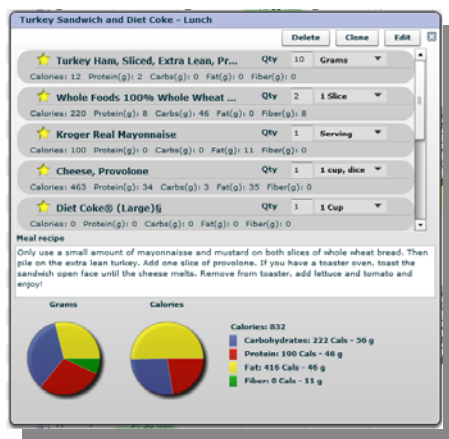 Turkey Sandwich and Diet Coke - Lunch
Delete Clone Edit
Turkey Ham, Sliced, Extra Lean, Pr... Qty 10 Grams
Calories: 12 Protein(g): 2 Carbs(g): 0 Fat(g): 0 Fiber(g): 0
Whole Foods 100% Whole Wheat ... Qty 2 1 Slice
Calories: 220 Protein(g): 8 Carbs(g): 46 Fat(g): 0 Fiber(g): 8
Kroger Real Mayonnaise Qty 1 Serving
Calories: 100 Protein(g): 0 Carbs(g): 0 Fat(g): 11 Fiber(g): 0
Cheese, Provolone Qty 1 1 cup, dice
Calories: 463 Protein(g): 34 Carbs(g): 3 Fat(g): 35 Fiber(g): 0
Diet Coke® (Large)§ Qty 1 1 Cup
Calories: 0 Protein(g): 0 Carbs(g): 0 Fat(g): 0 Fiber(g): 0
Meal recipe
Only use a small amount of mayonnaisse and mustard on both slices of whole wheat bread. Then
pile on the extra lean turkey. Add one slice of provolone. If you have a toaster oven, toast the
sandwich open face until the cheese melts. Remove from toaster, add lettuce and tomato and
enjoy!
Grams Calories
Calories: 832
Carbohydrates: 222 Cals - 56 g
Protein: 190 Cals - 46 g
Fat: 416 Cals - 46 g
Fiber: 0 Cals - 11 g